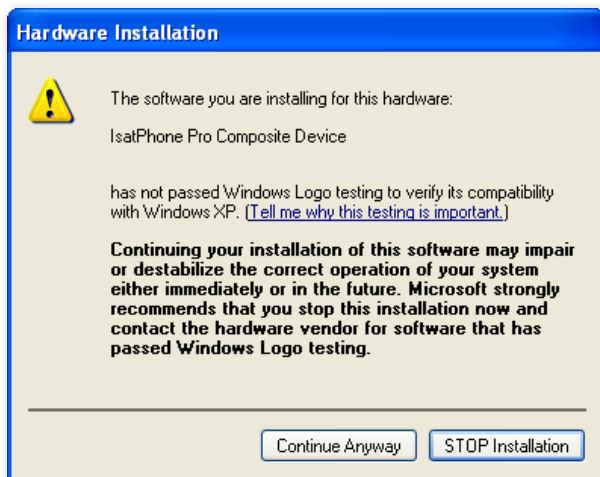 Hardware Installation
The software you are installing for this hardware:
IsatPhone Pro Composite Device
has not passed Windows Logo testing to verify its compatibility
with Windows XP. (Tell me why this testing is important.)
Continuing your installation of this software may impair
or destabilize the correct operation of your system
either immediately or in the future. Microsoft strongly
recommends that you stop this installation now and
contact the hardware vendor for software that has
passed Windows Logo testing.
Continue Anyway
STOP Installation